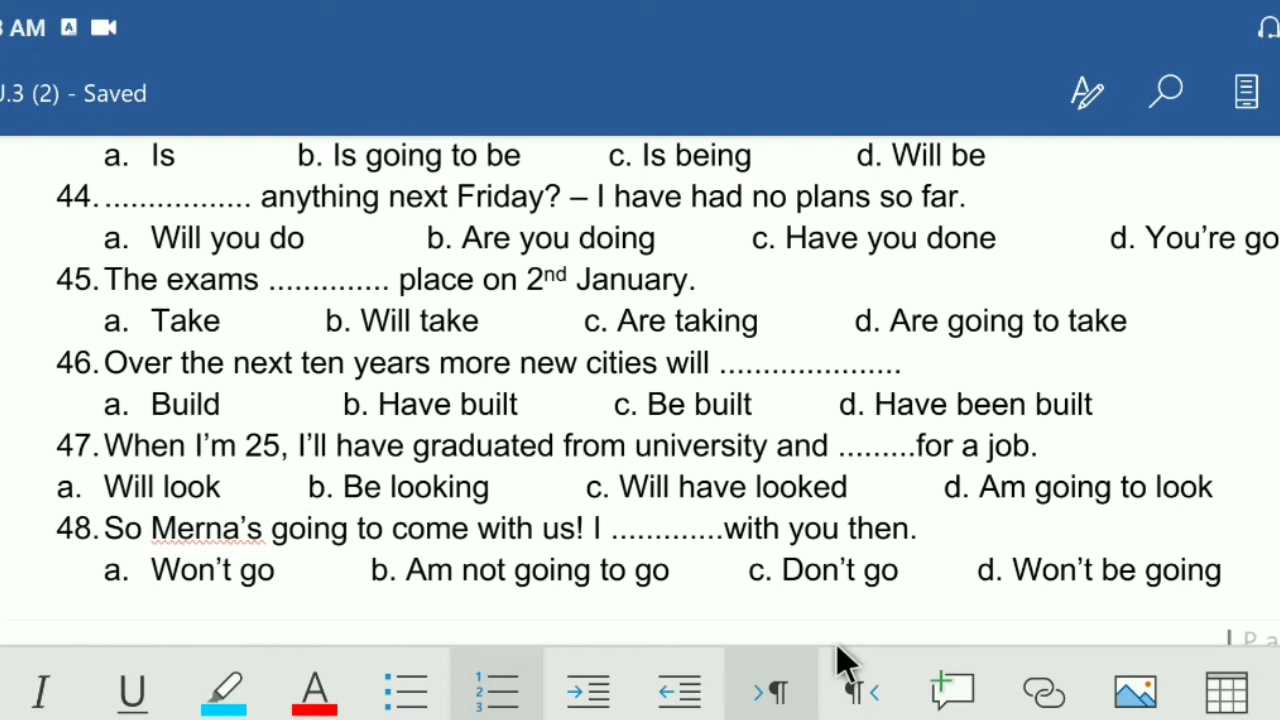 AM
.3 (2) - Saved
a. Is b. Is going to be c. Is being d. Will be
44.................. anything next Friday? – I have had no plans so far.
a. Will you do b. Are you doing c. Have you done d. You're go
45. The exams .............. place on 2nd January.
a. Take b. Will take c. Are taking d. Are going to take
46. Over the next ten years more new cities will .....................
a. Build b. Have built c. Be built d. Have been built
47. When I'm 25, I'll have graduated from university and .........for a job.
a. Will look b. Be looking c. Will have looked d. Am going to look
48. So Merna's going to come with us! I .............with you then.
a. Won't go b. Am not going to go c. Don't go d. Won't be going
| P a